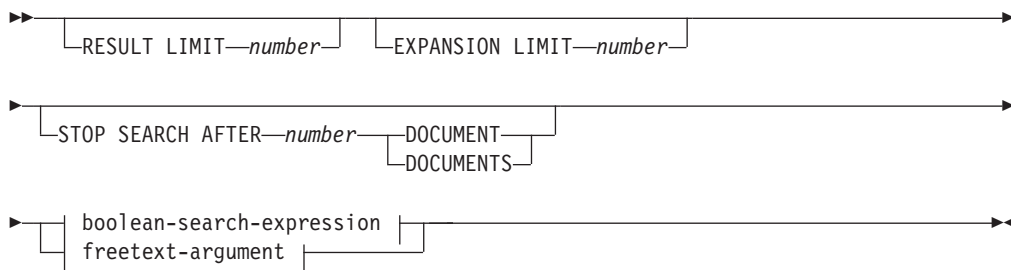 RESULT LIMIT number EXPANSION LIMIT number
STOP SEARCH AFTER number DOCUMENT
DOCUMENTS
boolean-search-expression
freetext-argument